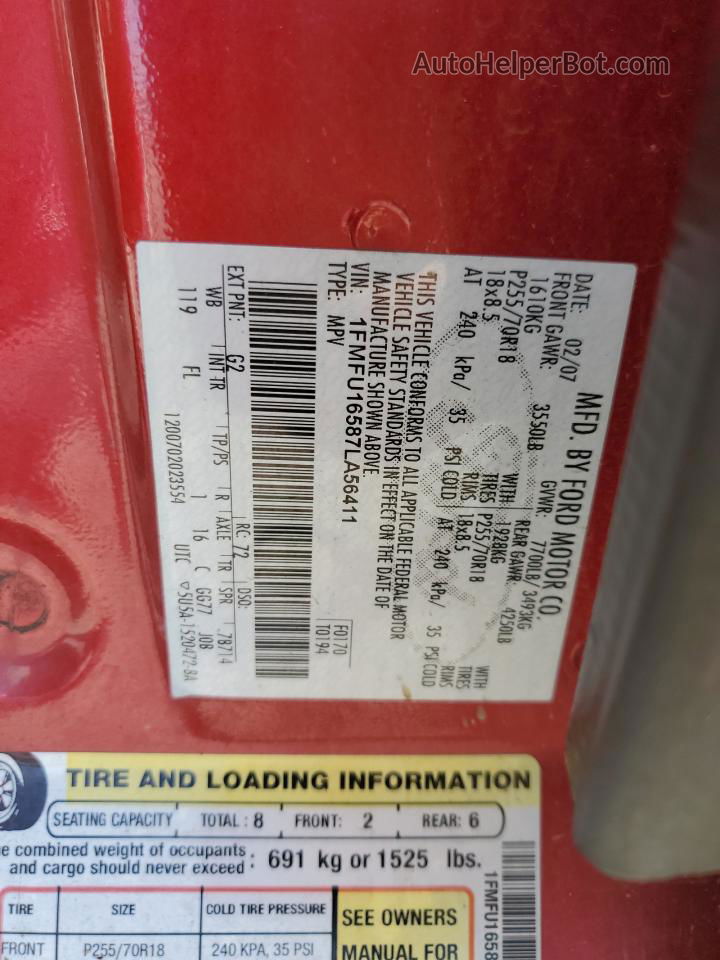 AutoHelperBot.com
MFD. BY FORD MOTOR CO.
DATE: 02/07
GVWR: 7700LB/ 3493KG
FRONT GAWR: 3550LB
REAR GAWR: 4250LB
1610KG WITH
1928KG WITH
P255/70R18 TIRES
P255/70R18 TIRES
18x8.5 RIMS
18x8.5 RIMS
AT 240 kPa/ 35 PSI COLD
AT 240 kPa/ 35 PSI COLD
THIS VEHICLE CONFORMS TO ALL APPLICABLE FEDERAL MOTOR
VEHICLE SAFETY STANDARDS IN EFFECT ON THE DATE OF
MANUFACTURE SHOWN ABOVE.
VIN: 1FMFU16587LA56411
TYPE: MPV
F0170
T0194
EXT PNT: G2 RC: 72 DSO:
WB INT TR TP/PS R AXLE TR SPR 78714
119 FL 1 16 C GG77 JOB
1200702023554 UTC ▽5U5A-1520472-BA
TIRE AND LOADING INFORMATION
SEATING CAPACITY TOTAL : 8 FRONT: 2 REAR: 6
combined weight of occupants
and cargo should never exceed : 691 kg or 1525 lbs.
TIRE SIZE COLD TIRE PRESSURE
FRONT P255/70R18 240 KPA, 35 PSI
SEE OWNERS
MANUAL FOR
1FMFU1658